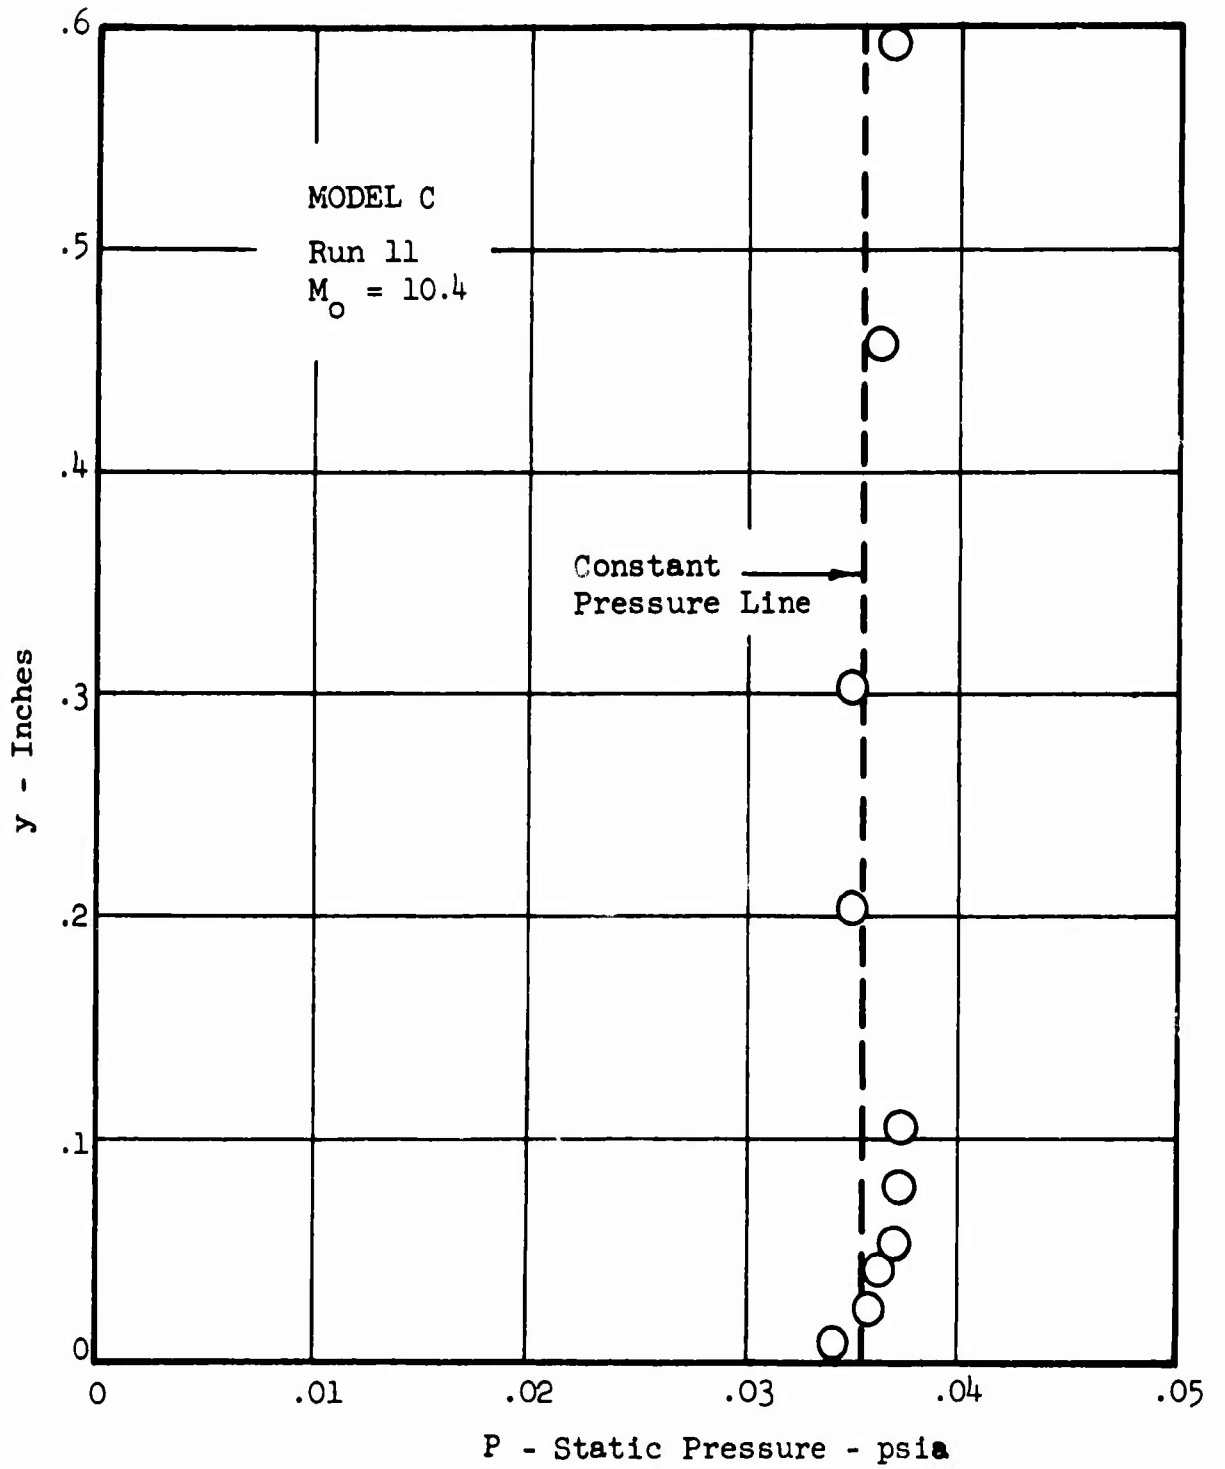 .6
MODEL C
.5
Run 11
Mo = 10.4
.4
Constant
Pressure Line
.3
y - Inches
.2
.1
0
0 .01 .02 .03 .04 .05
P - Static Pressure - psia